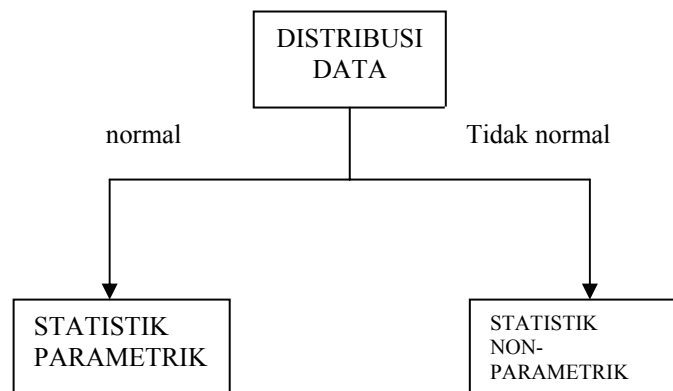 DISTRIBUSI
DATA
normal
Tidak normal
STATISTIK
PARAMETRIK
STATISTIK
NON-
PARAMETRIK